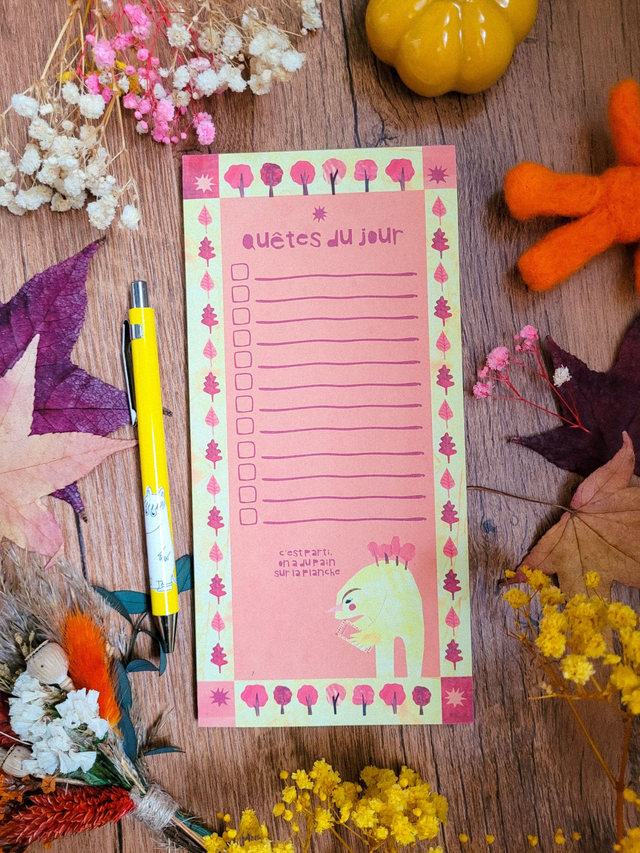 quêtes du jour
c'est parti,
on a du pain
sur la planche